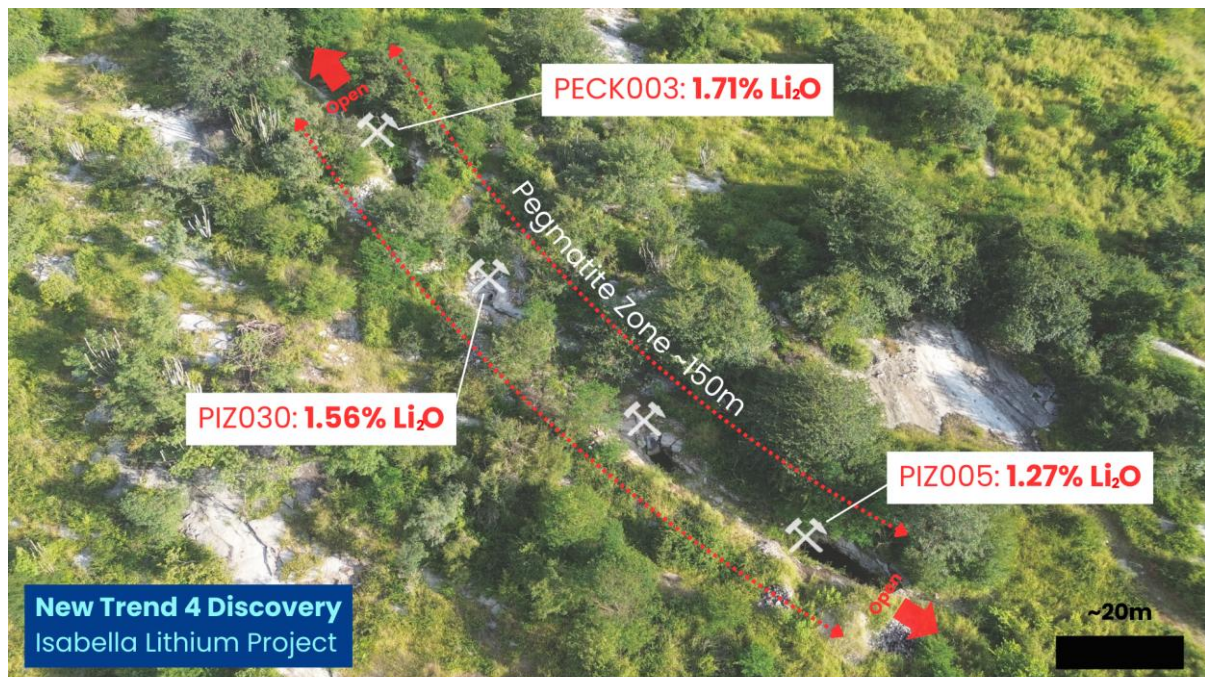 Open
PECK003: 1.71% Li₂O
Pegmatite Zone ~150m
PIZ030: 1.56% Li₂O
PIZ005: 1.27% Li₂O
Open
New Trend 4 Discovery
Isabella Lithium Project
~20m